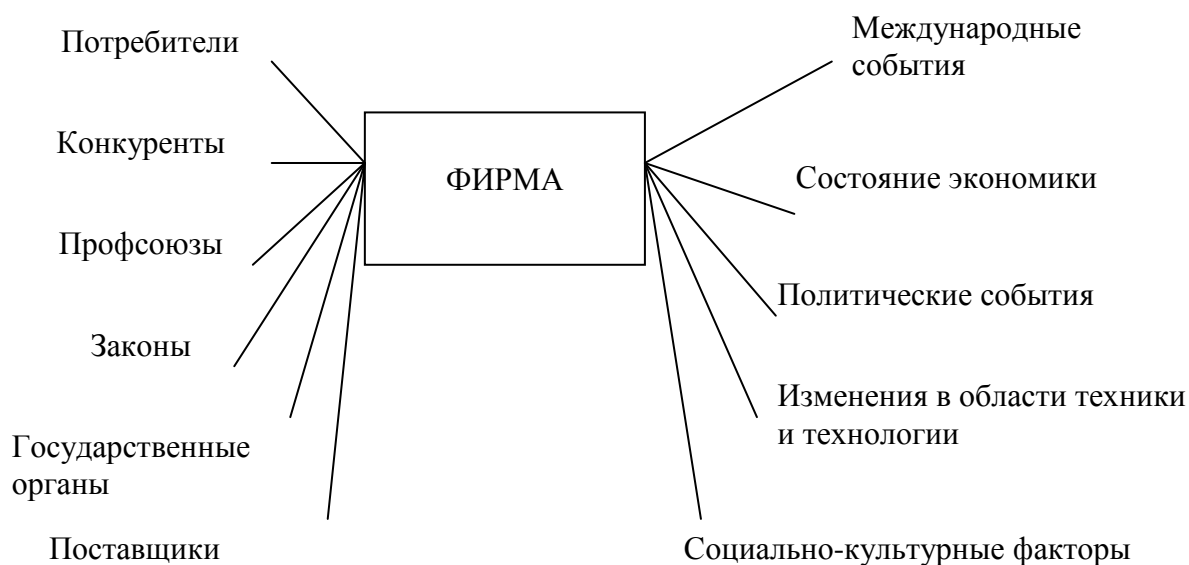 Потребители
Конкуренты
Профсоюзы
Законы
Государственные
органы
Поставщики
ФИРМА
Международные
события
Состояние экономики
Политические события
Изменения в области техники
и технологии
Социально-культурные факторы